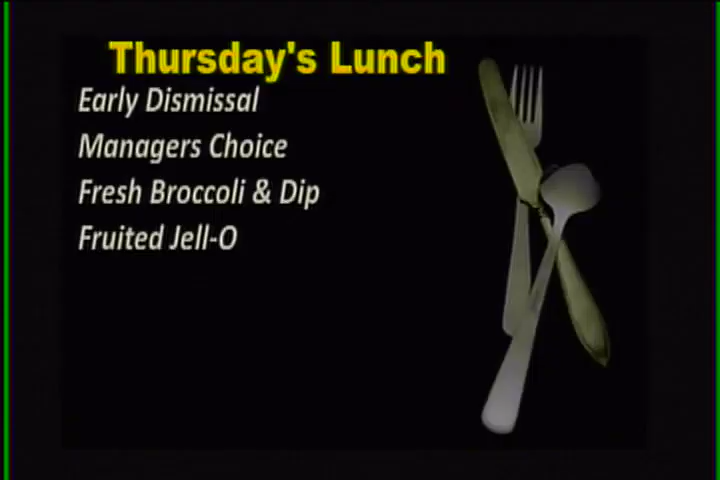 Thursday's Lunch
Early Dismissal
Managers Choice
Fresh Broccoli & Dip
Fruited Jell-O